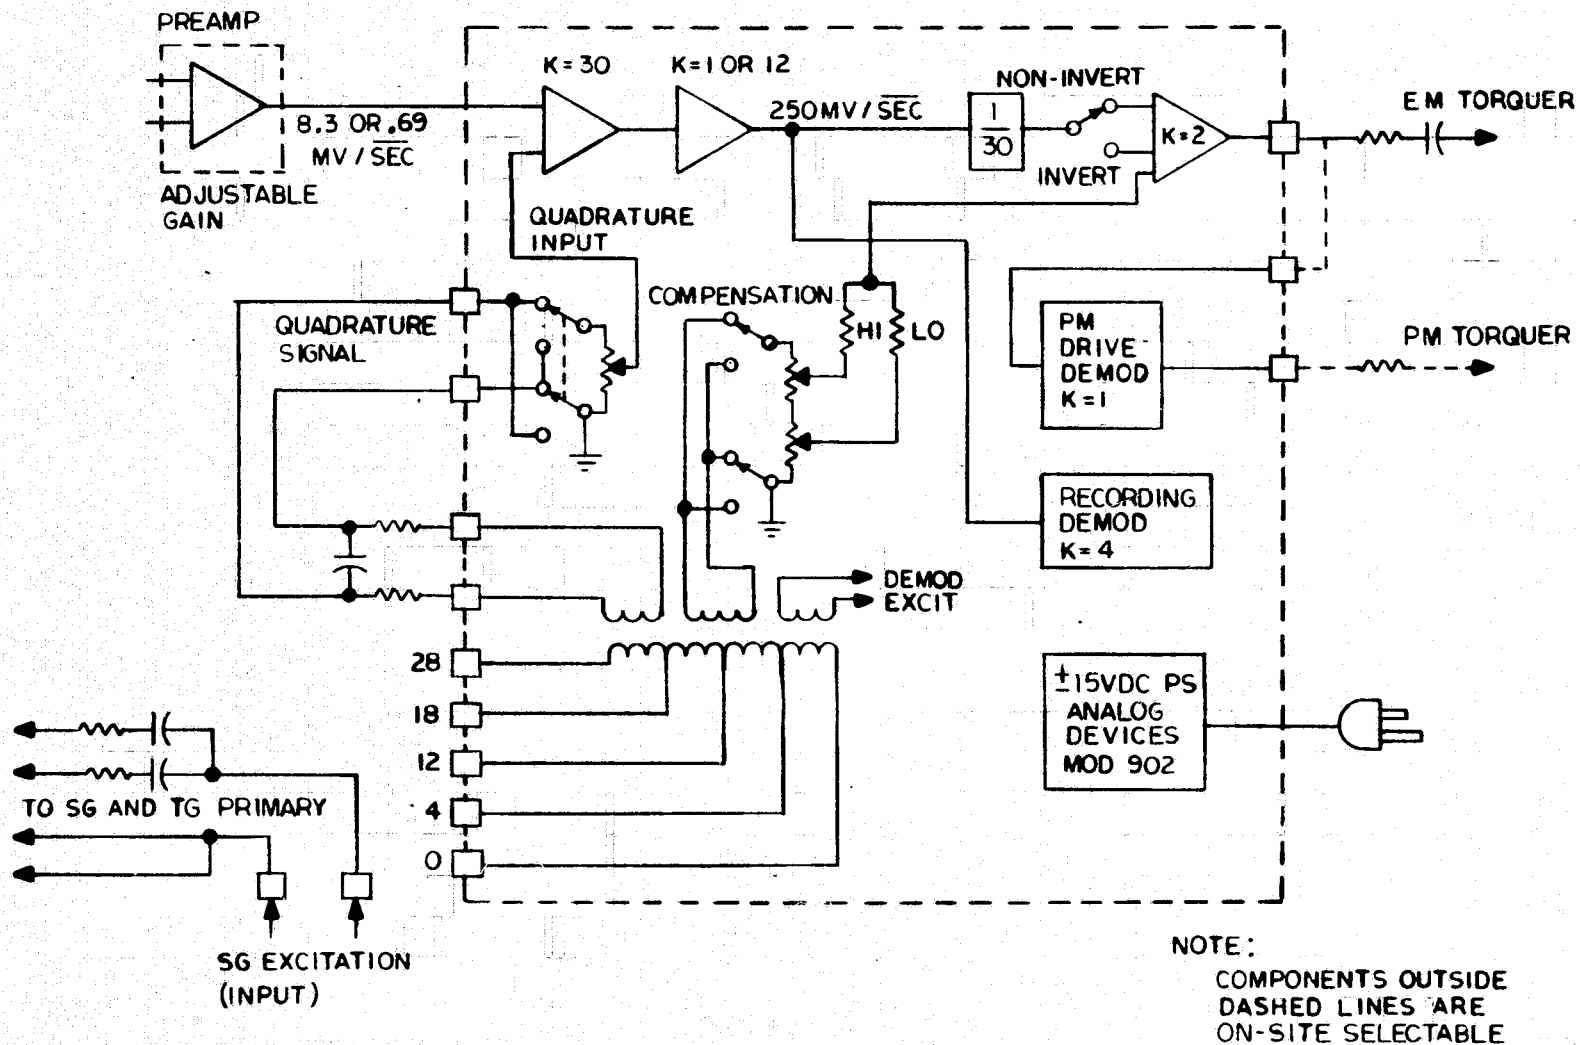 PREAMP
K=30
K=1 OR 12
NON-INVERT
EM TORQUER
250MV/SEC
8.3 OR .69
MV/SEC
1
30
K=2
INVERT
ADJUSTABLE
GAIN
QUADRATURE
INPUT
COMPENSATION
QUADRATURE
SIGNAL
HI
LO
PM
DRIVE
DEMOD
K=1
PM TORQUER
RECORDING
DEMOD
K=4
DEMOD
EXCIT
28
18
12
4
0
±15VDC PS
ANALOG
DEVICES
MOD 902
TO SG AND TG PRIMARY
SG EXCITATION
(INPUT)
NOTE:
COMPONENTS OUTSIDE
DASHED LINES ARE
ON-SITE SELECTABLE